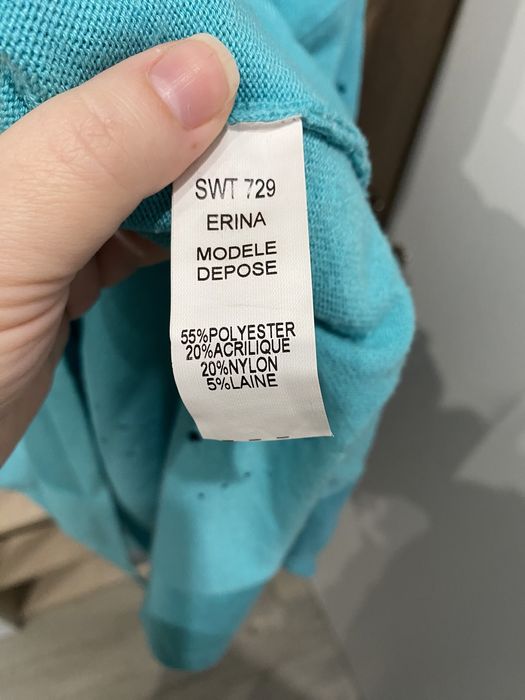 SWT 729
ERINA
MODELE
DEPOSE
55%POLYESTER
20%ACRILIQUE
20%NYLON
5%LAINE